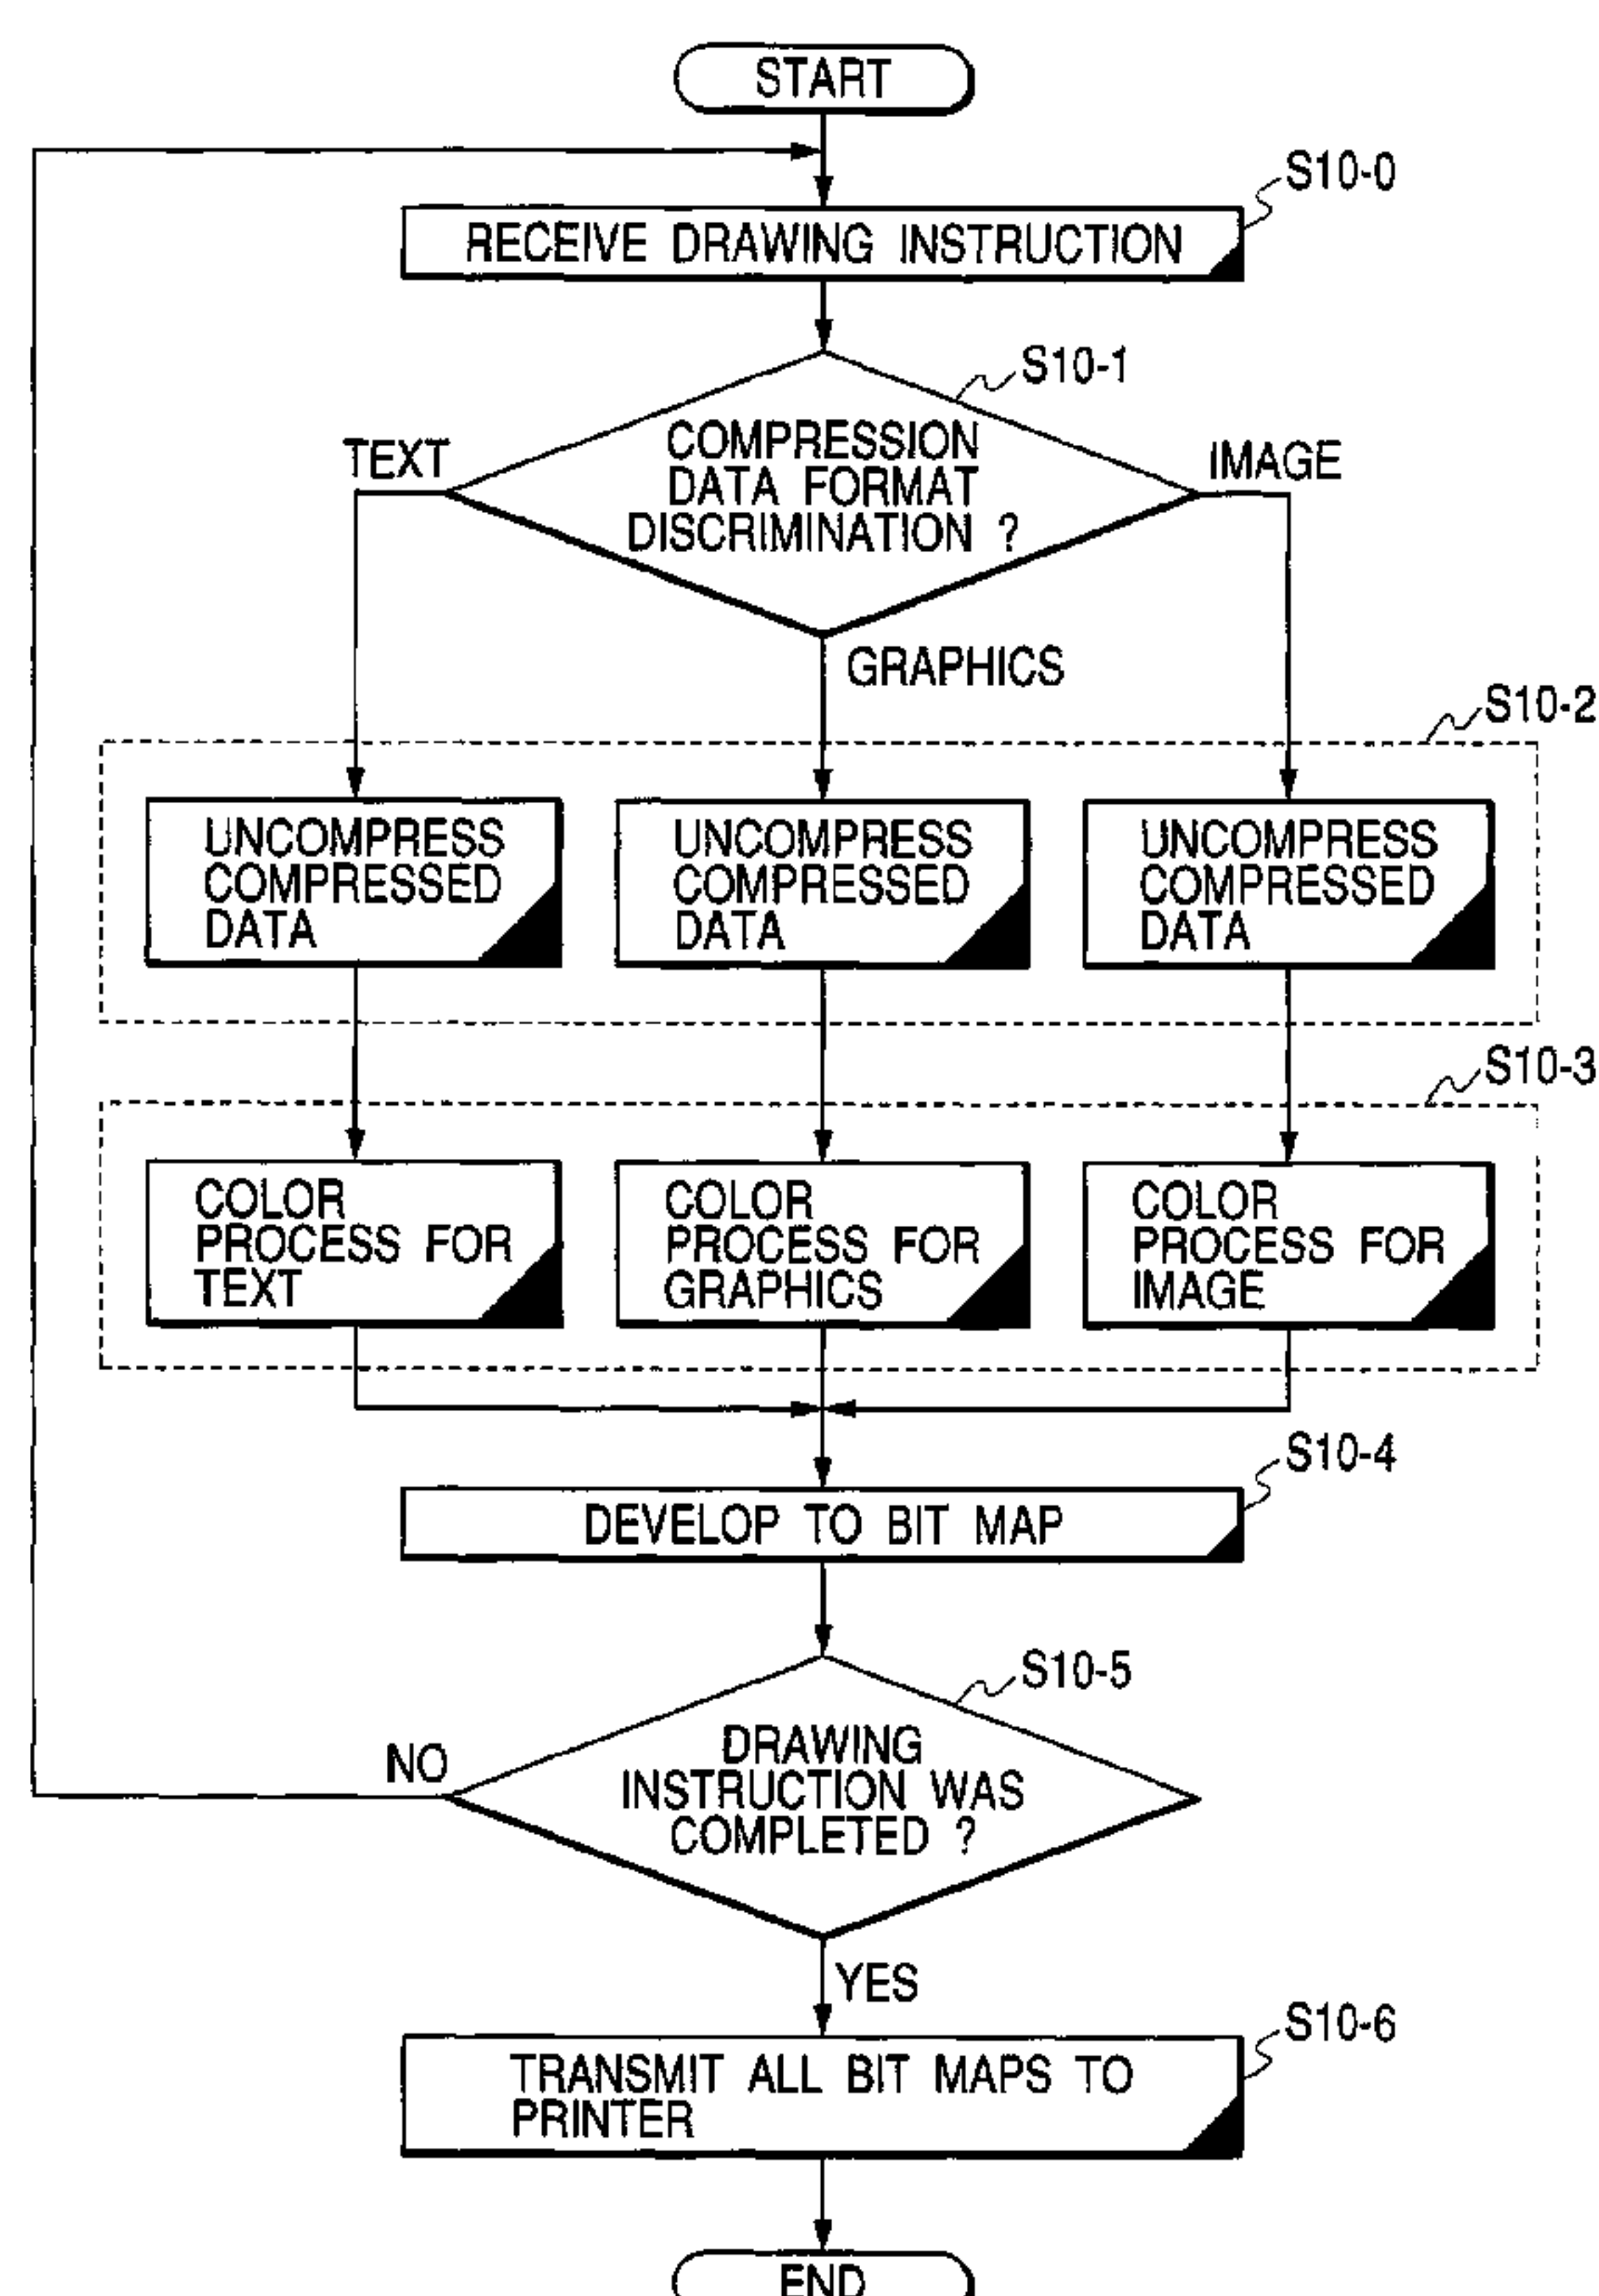 START
S10-0
RECEIVE DRAWING INSTRUCTION
S10-1
TEXT
COMPRESSION
DATA FORMAT
DISCRIMINATION ?
IMAGE
GRAPHICS
S10-2
UNCOMPRESS
COMPRESSED
DATA
UNCOMPRESS
COMPRESSED
DATA
UNCOMPRESS
COMPRESSED
DATA
S10-3
COLOR
PROCESS FOR
TEXT
COLOR
PROCESS FOR
GRAPHICS
COLOR
PROCESS FOR
IMAGE
S10-4
DEVELOP TO BIT MAP
S10-5
NO
DRAWING
INSTRUCTION WAS
COMPLETED ?
YES
S10-6
TRANSMIT ALL BIT MAPS TO
PRINTER
END